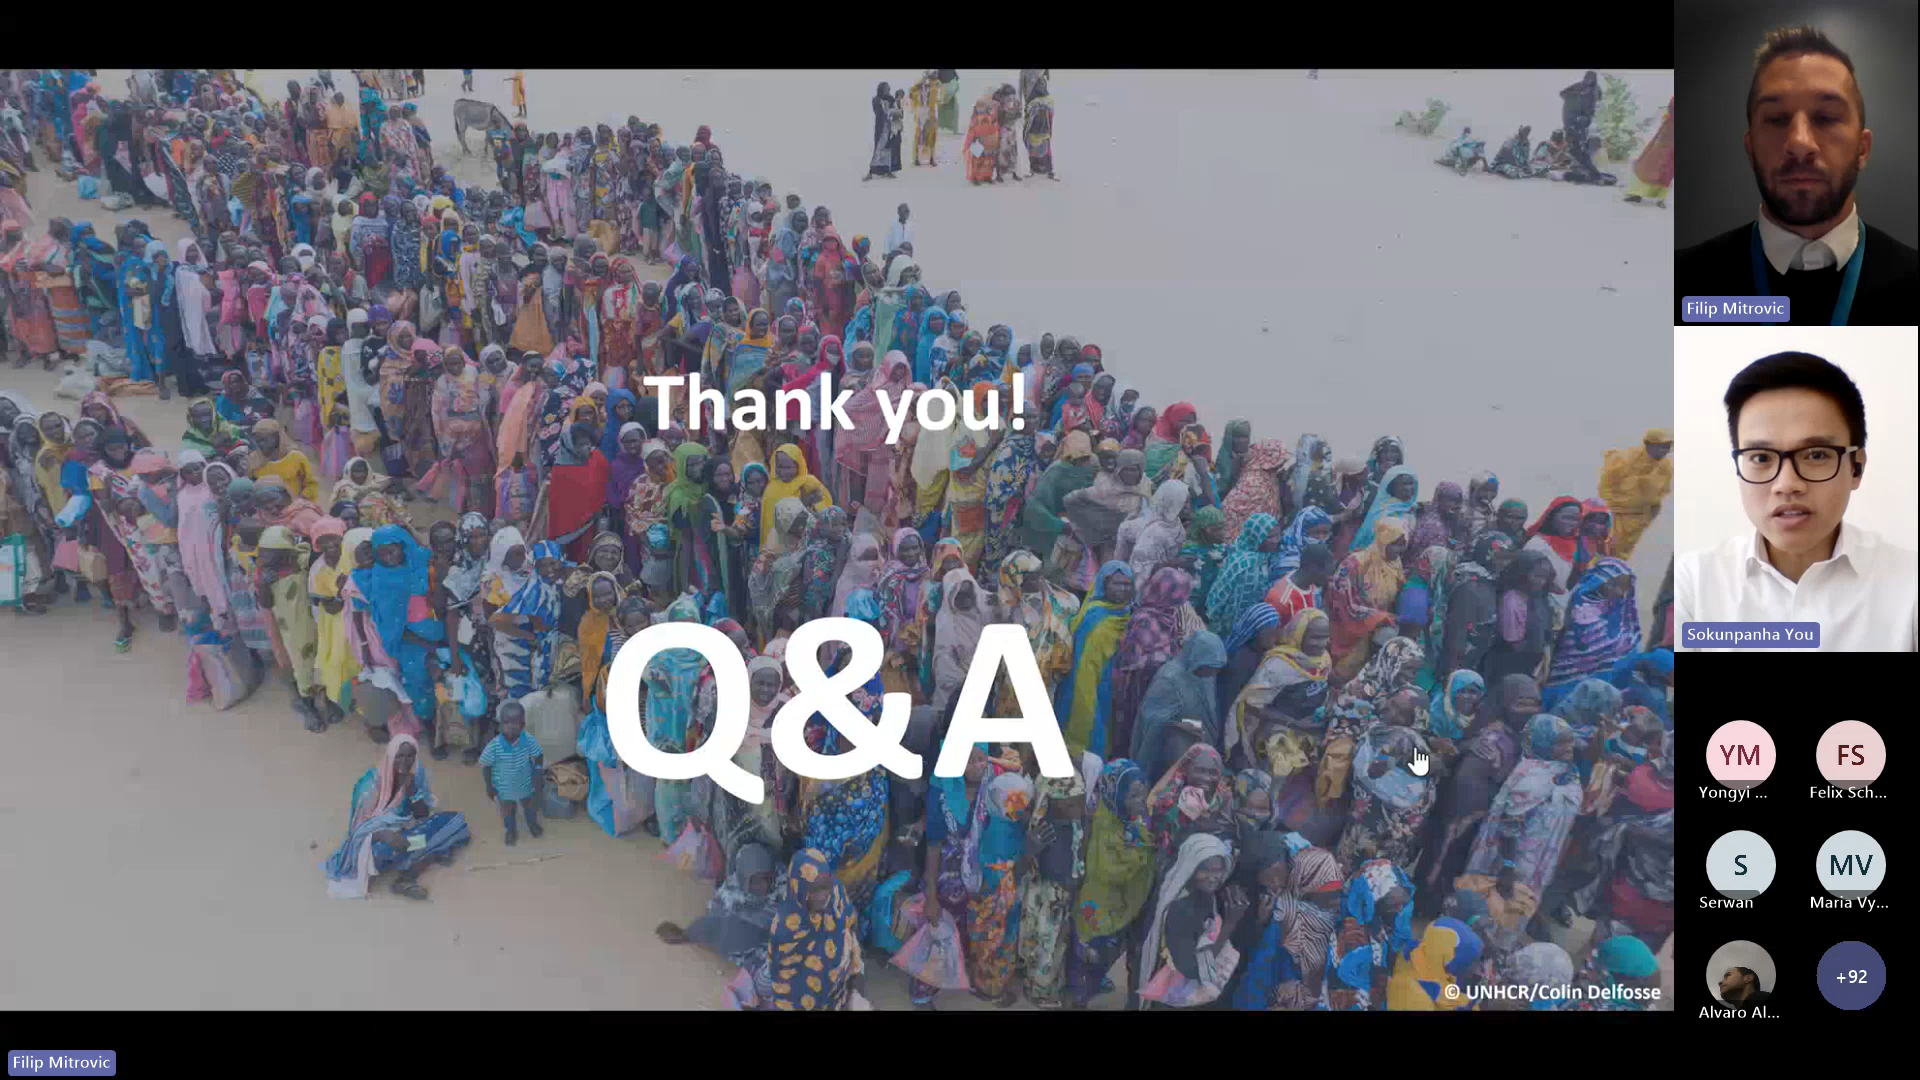 Thank you!
Q&A
© UNHCR/Colin Delfosse
Filip Mitrovic
Filip Mitrovic
Sokunpanha You
YM
Yongyi ...
FS
Felix Sch...
S
Serwan
MV
Maria Vy...
Alvaro Al...
+92